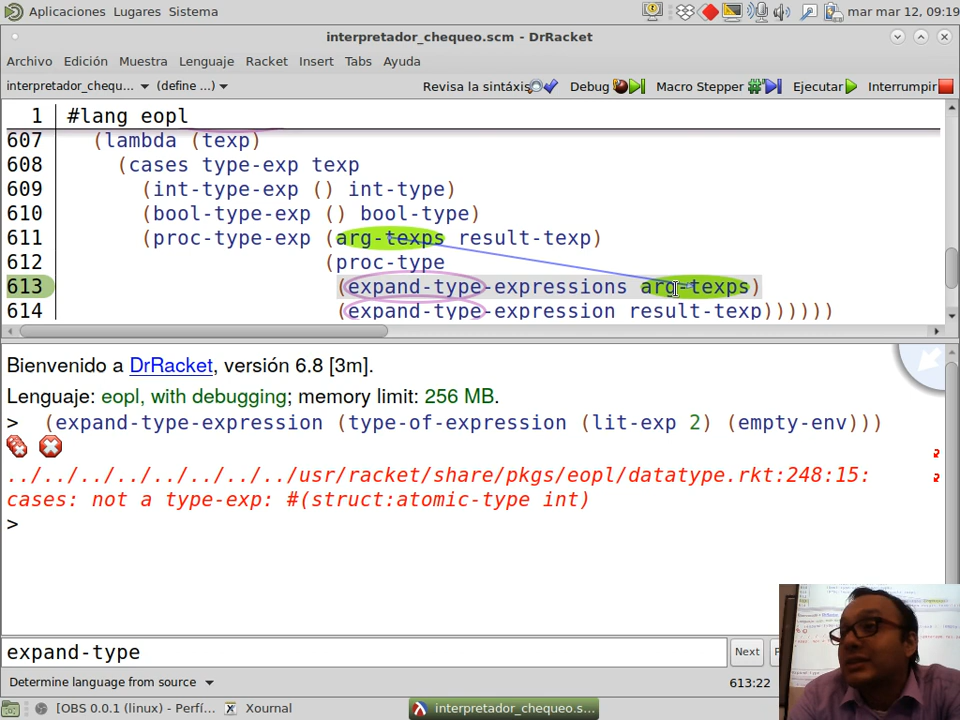 Aplicaciones Lugares Sistema mar mar 12, 09:19
interpretador_chequeo.scm - DrRacket
Archivo Edición Muestra Lenguaje Racket Insert Tabs Ayuda
interpretador_chequ... (define ...) Revisa la sintáxis Debug Macro Stepper Ejecutar Interrumpir
1 #lang eopl
607 (lambda (texp)
608 (cases type-exp texp
609 (int-type-exp () int-type)
610 (bool-type-exp () bool-type)
611 (proc-type-exp (arg-texps result-texp)
612 (proc-type
613 (expand-type-expressions arg-texps)
614 (expand-type-expression result-texp))))))
Bienvenido a DrRacket, versión 6.8 [3m].
Lenguaje: eopl, with debugging; memory limit: 256 MB.
> (expand-type-expression (type-of-expression (lit-exp 2) (empty-env)))
../../../../../../../usr/racket/share/pkgs/eopl/datatype.rkt:248:15:
cases: not a type-exp: #(struct:atomic-type int)
>
expand-type Next
Determine language from source 613:22
[OBS 0.0.1 (linux) - Perfí... Xournal interpretador_chequeo.s...